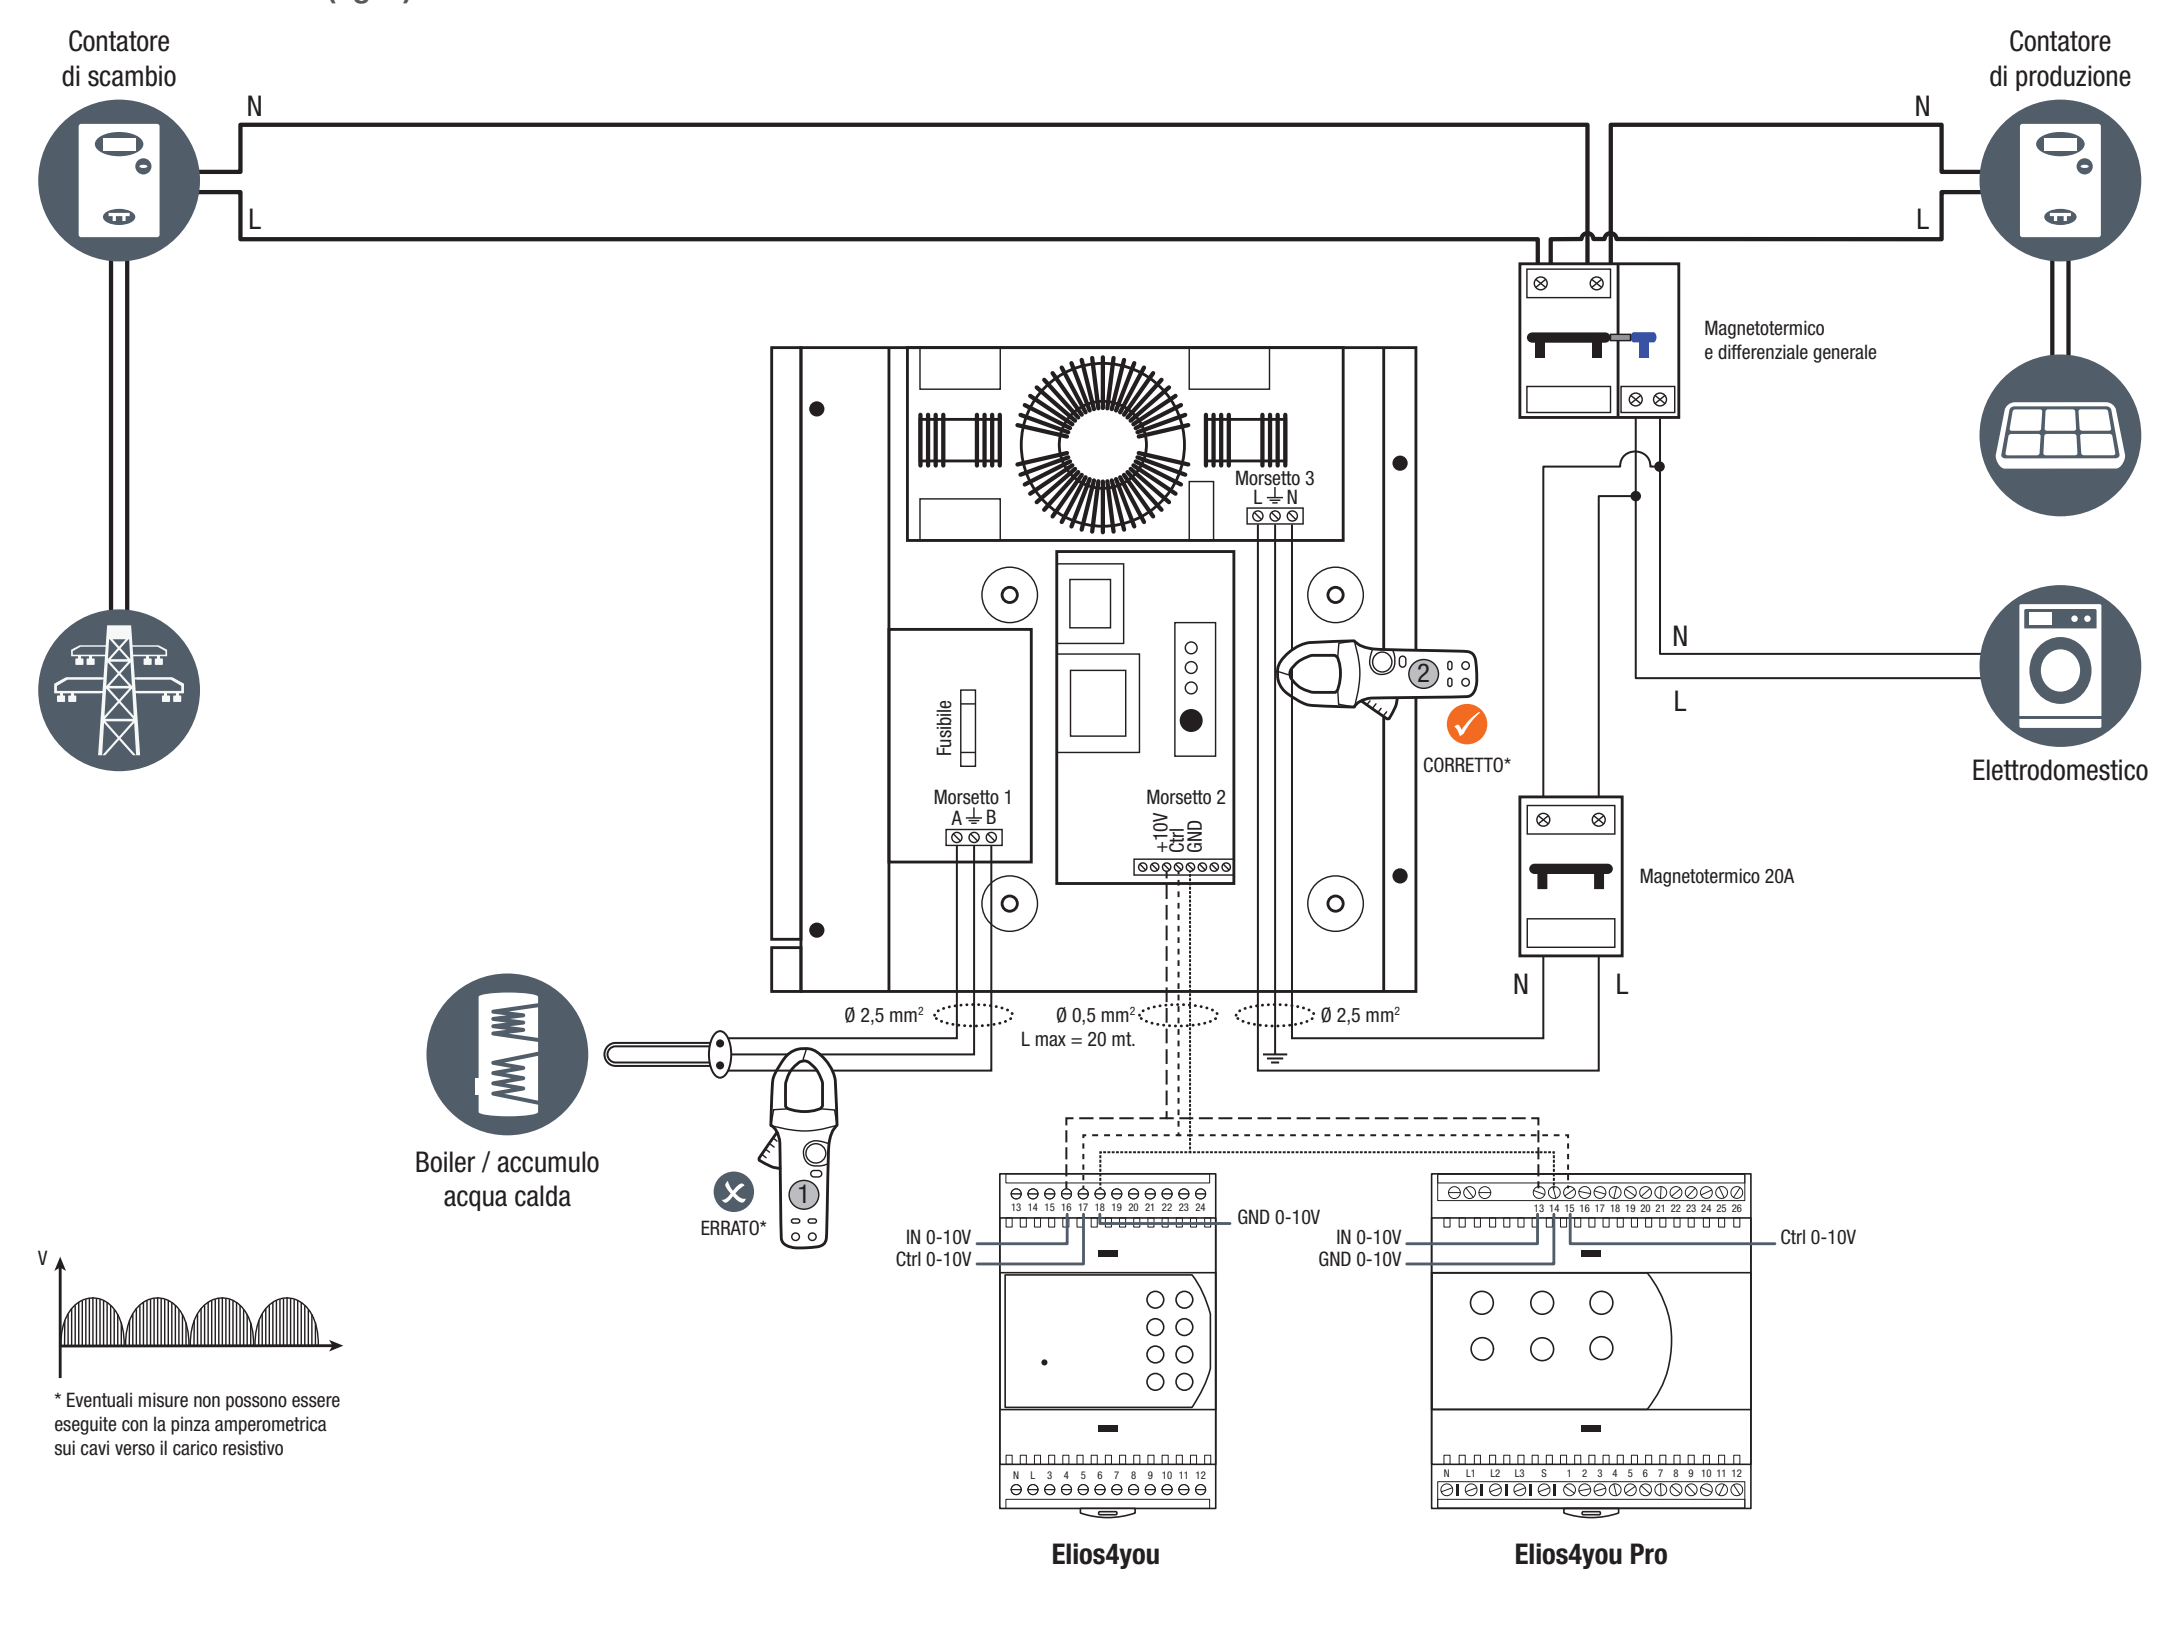 Contatore
di scambio
N
L
Contatore
di produzione
N
L
Magnetotermico
e differenziale generale
Morsetto 3
L N
N
L
Elettrodomestico
2
CORRETTO*
Fusibile
Morsetto 1
A B
Morsetto 2
+10V
Ctrl
GND
Magnetotermico 20A
N L
Ø 2,5 mm²
Ø 0,5 mm²
L max = 20 mt.
Ø 2,5 mm²
Boiler / accumulo
acqua calda
1
ERRATO*
13 14 15 16 17 18 19 20 21 22 23 24
IN 0-10V
Ctrl 0-10V
GND 0-10V
13 14 15 16 17 18 19 20 21 22 23 24 25 26
IN 0-10V
GND 0-10V
Ctrl 0-10V
V
* Eventuali misure non possono essere
eseguite con la pinza amperometrica
sui cavi verso il carico resistivo
N L 3 4 5 6 7 8 9 10 11 12
N L1 L2 L3 S 1 2 3 4 5 6 7 8 9 10 11 12
Elios4you
Elios4you Pro